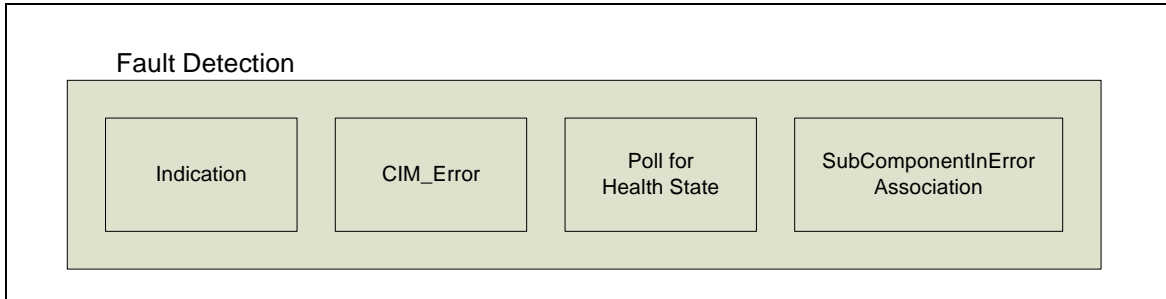 Fault Detection
Indication
CIM_Error
Poll for
Health State
SubComponentInError
Association